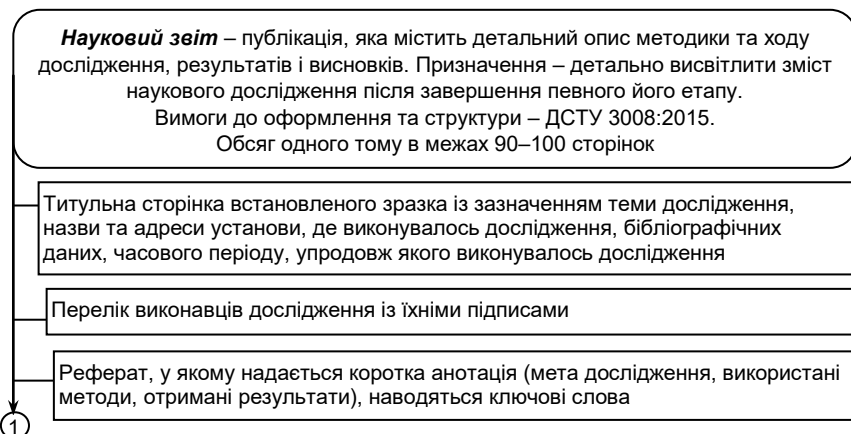 Науковий звіт – публікація, яка містить детальний опис методики та ходу
дослідження, результатів і висновків. Призначення – детально висвітлити зміст
наукового дослідження після завершення певного його етапу.
Вимоги до оформлення та структури – ДСТУ 3008:2015.
Обсяг одного тому в межах 90–100 сторінок
Титульна сторінка встановленого зразка із зазначенням теми дослідження,
назви та адреси установи, де виконувалось дослідження, бібліографічних
даних, часового періоду, упродовж якого виконувалось дослідження
Перелік виконавців дослідження із їхніми підписами
Реферат, у якому надається коротка анотація (мета дослідження, використані
методи, отримані результати), наводяться ключові слова
1